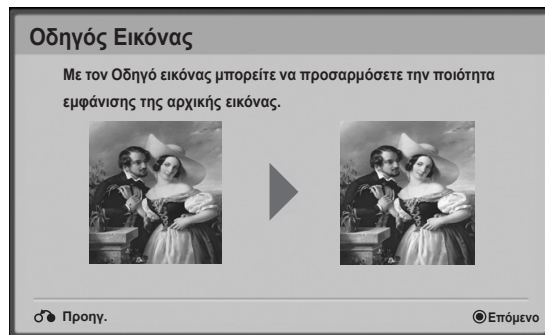 Οδηγός Εικόνας
Με τον Οδηγό εικόνας μπορείτε να προσαρμόσετε την ποιότητα
εμφάνισης της αρχικής εικόνας.
Προηγ.
Επόμενο